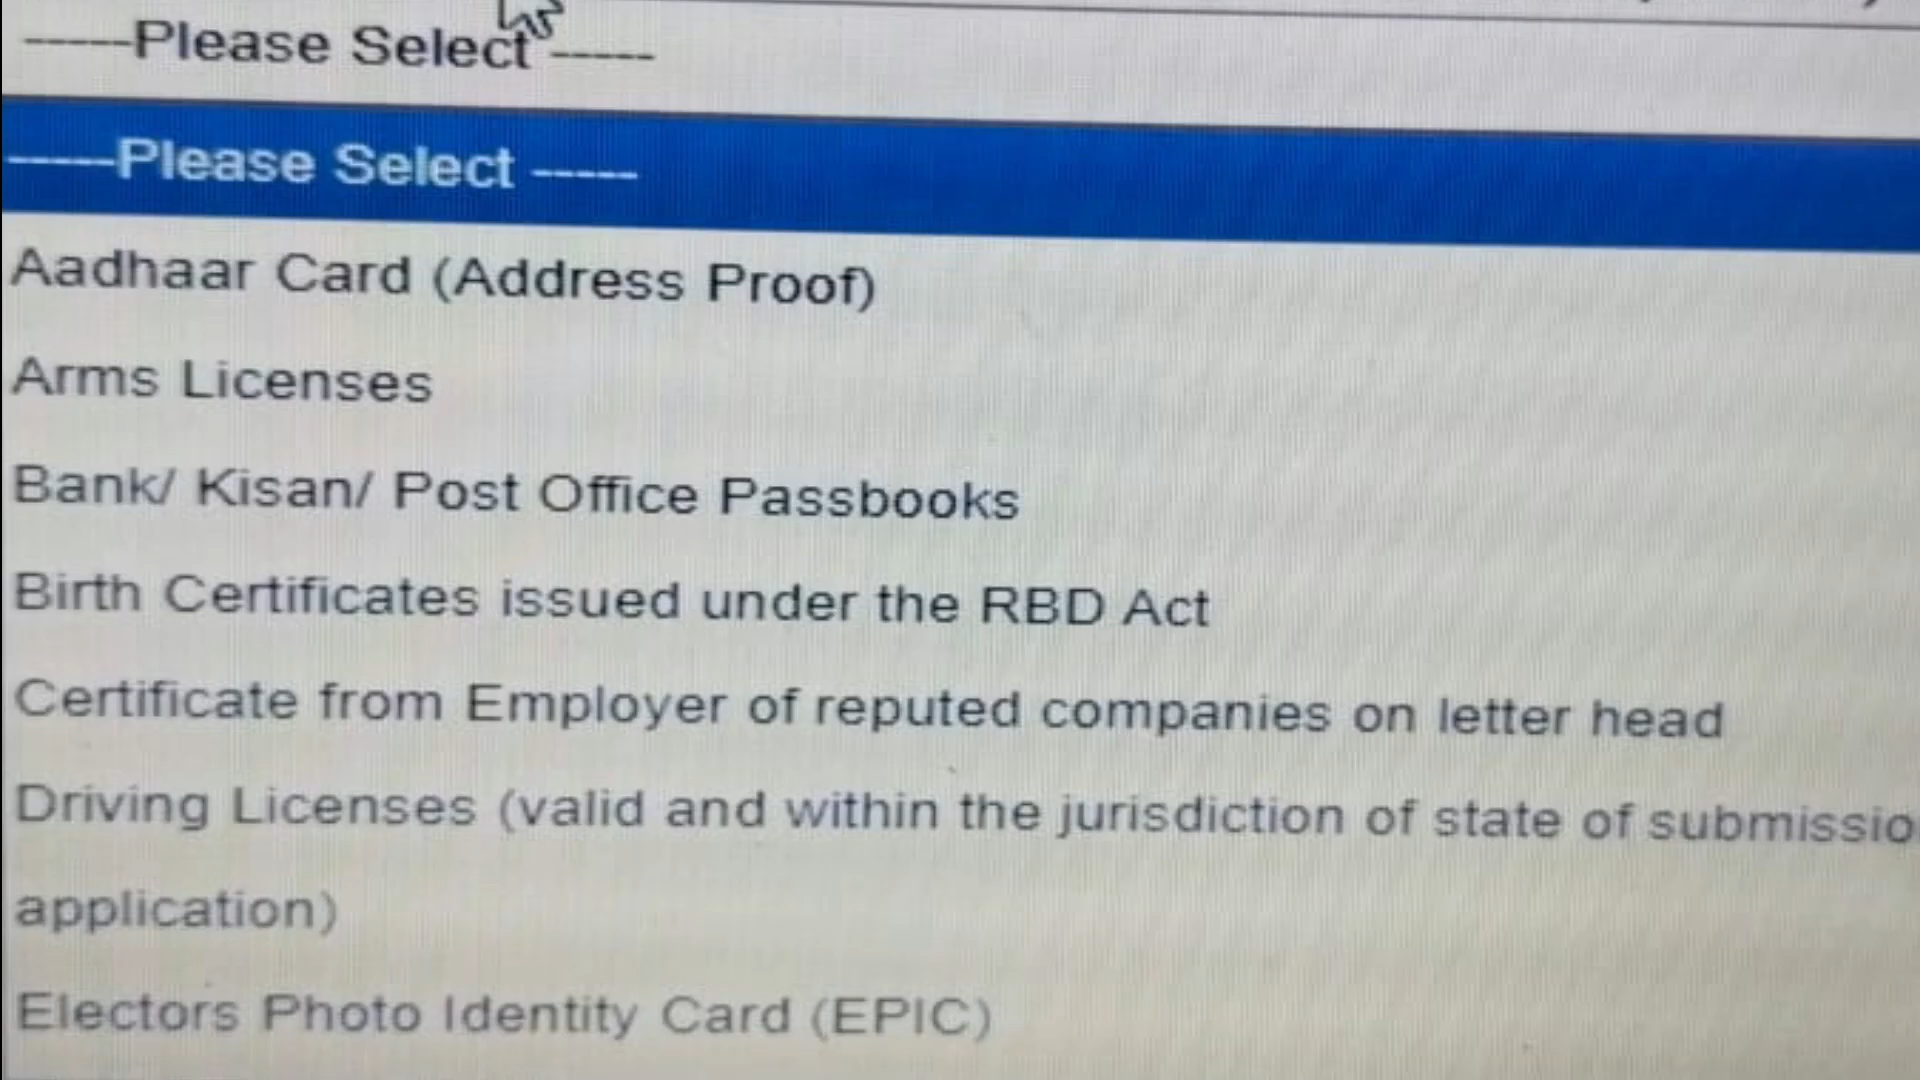 -----Please Select -----
-----Please Select -----
Aadhaar Card (Address Proof)
Arms Licenses
Bank/ Kisan/ Post Office Passbooks
Birth Certificates issued under the RBD Act
Certificate from Employer of reputed companies on letter head
Driving Licenses (valid and within the jurisdiction of state of submissio
application)
Electors Photo Identity Card (EPIC)